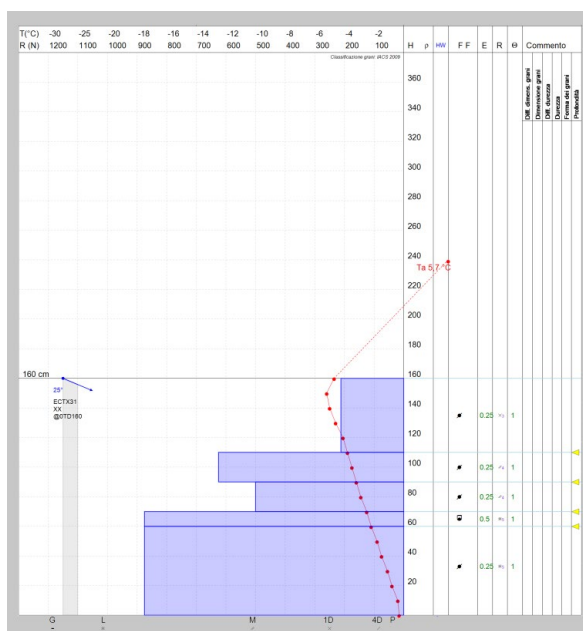 T(°C) -30 -25 -20 -18 -16 -14 -12 -10 -8 -6 -4 -2
R (N) 1200 1100 1000 900 800 700 600 500 400 300 200 100 H ρ HW F F E R Θ Commento
Classificazione grani: IACS 2009
Diff. dimens. grani
Dimensione grani
Diff. durezza
Durezza
Forma dei grani
Profondità
360
340
320
300
280
260
240
Ta 5,7 °C
220
200
180
160 cm 160
25°
ECTX31
XX
@0TD160
140
0.25 1
120
100
0.25 1
80
0.25 1
60
0.5 1
40
0.25 1
20
G L M 1D 4D P